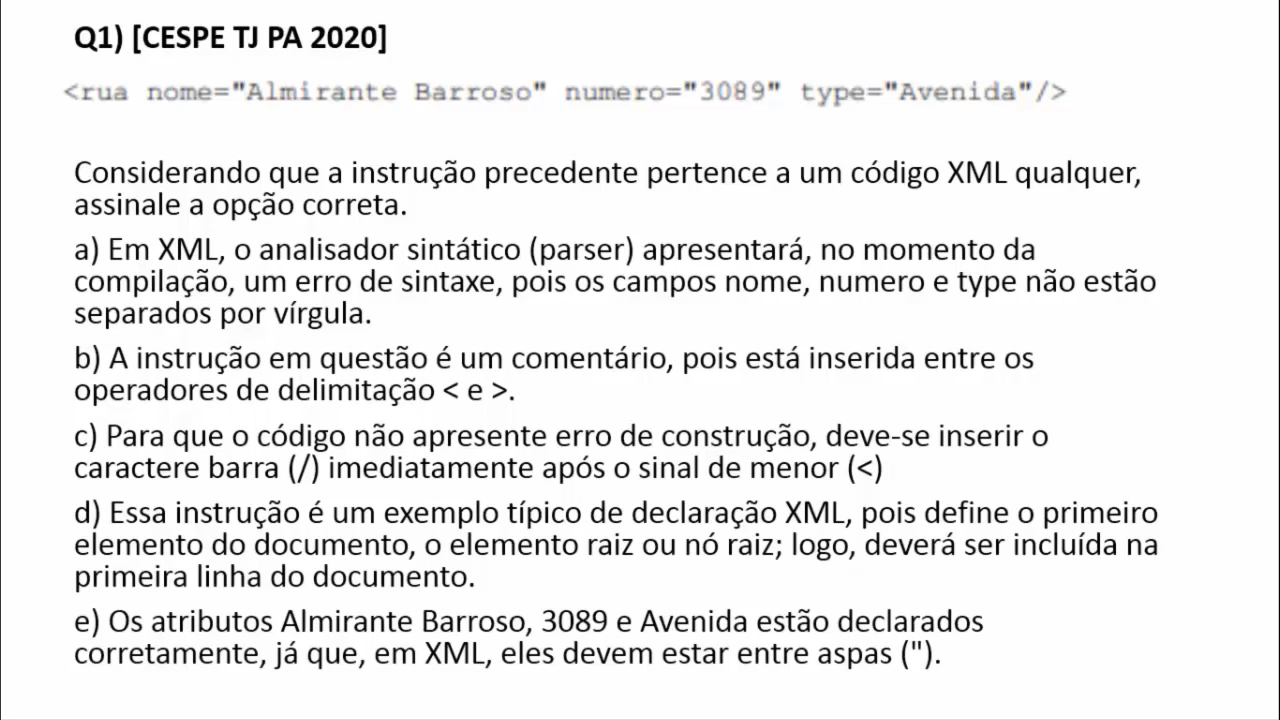 Q1) [CESPE TJ PA 2020]
<rua nome="Almirante Barroso" numero="3089" type="Avenida"/>
Considerando que a instrução precedente pertence a um código XML qualquer,
assinale a opção correta.
a) Em XML, o analisador sintático (parser) apresentará, no momento da
compilação, um erro de sintaxe, pois os campos nome, numero e type não estão
separados por vírgula.
b) A instrução em questão é um comentário, pois está inserida entre os
operadores de delimitação < e >.
c) Para que o código não apresente erro de construção, deve-se inserir o
caractere barra (/) imediatamente após o sinal de menor (<)
d) Essa instrução é um exemplo típico de declaração XML, pois define o primeiro
elemento do documento, o elemento raiz ou nó raiz; logo, deverá ser incluída na
primeira linha do documento.
e) Os atributos Almirante Barroso, 3089 e Avenida estão declarados
corretamente, já que, em XML, eles devem estar entre aspas (").